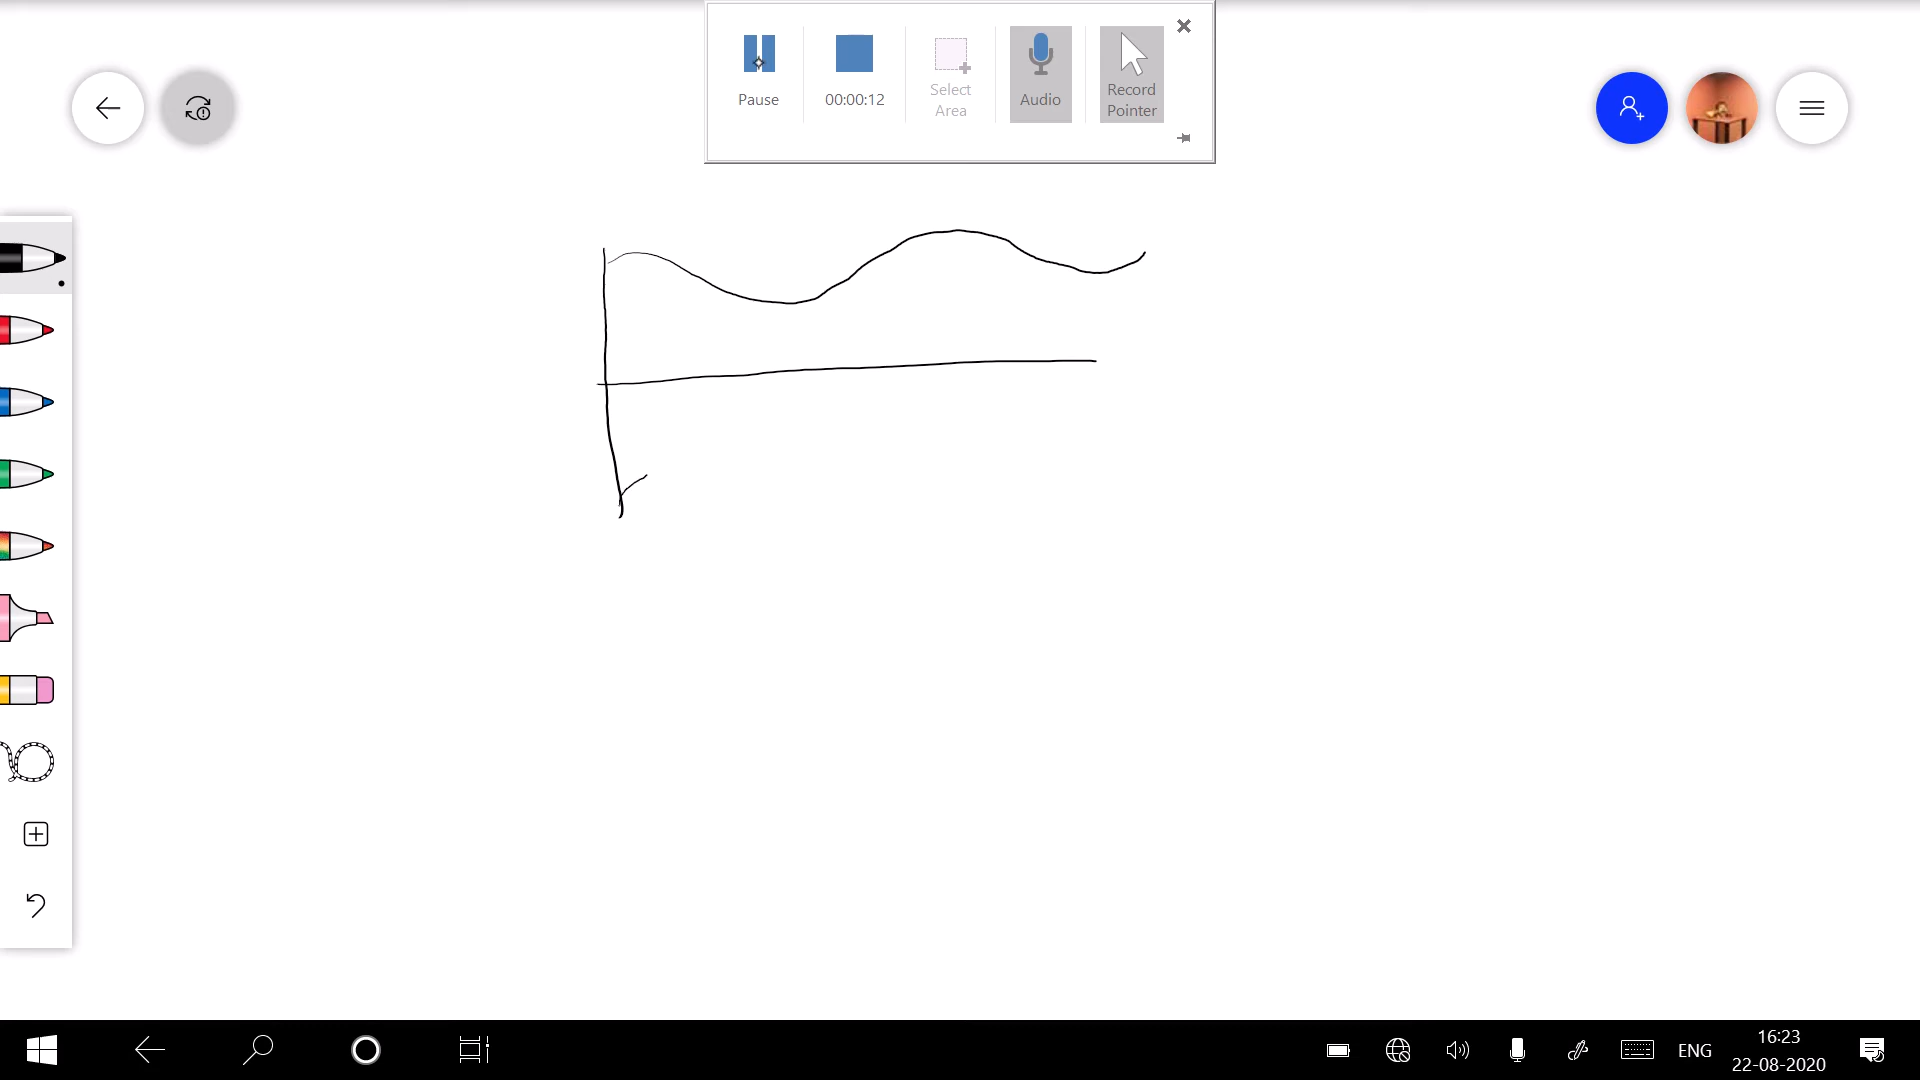 Pause
00:00:12
Select
Area
Audio
Record
Pointer
ENG
16:23
22-08-2020